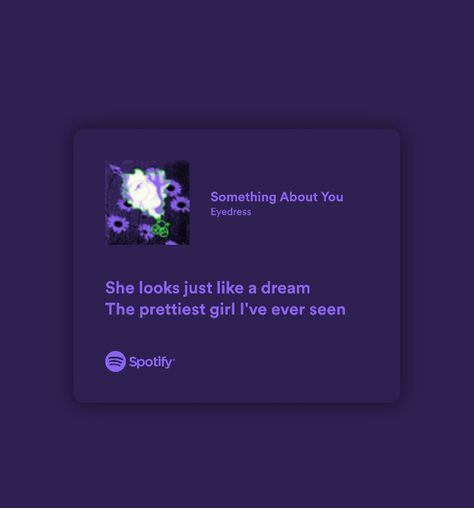 Something About You
Eyedress
She looks just like a dream
The prettiest girl I've ever seen
Spotify